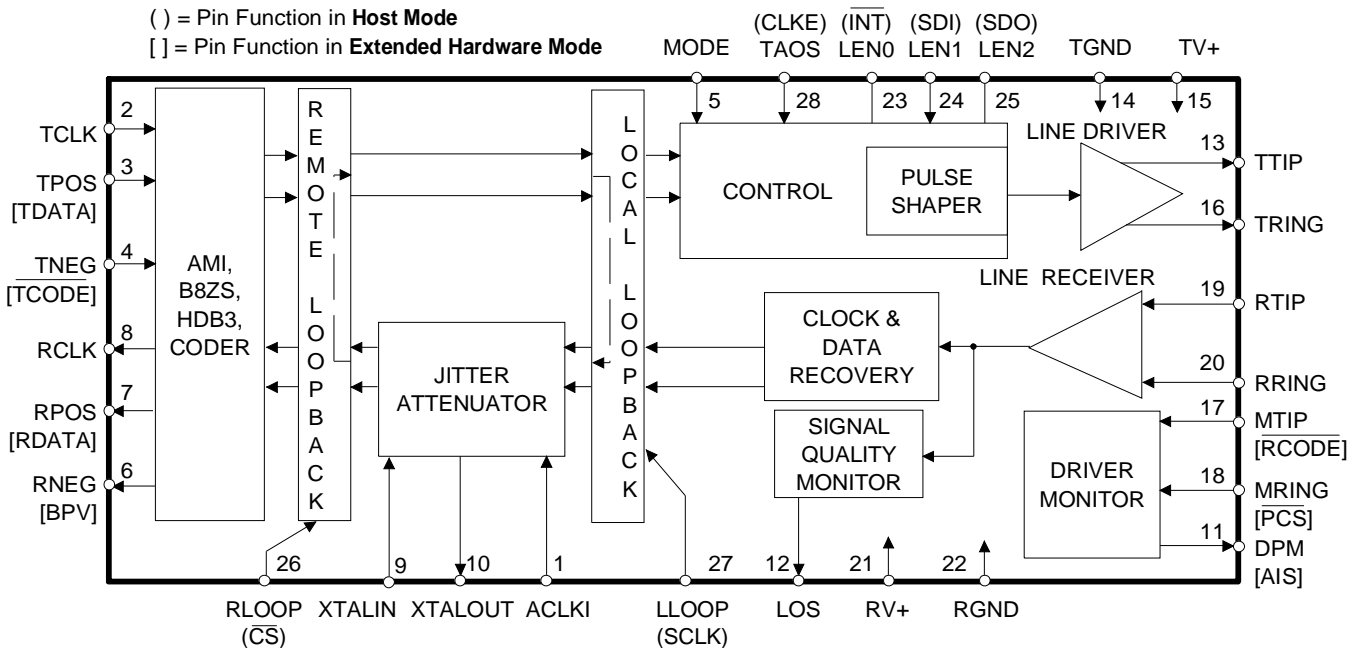 ( ) = Pin Function in Host Mode
[ ] = Pin Function in Extended Hardware Mode
(CLKE) (INT) (SDI) (SDO)
MODE TAOS LEN0 LEN1 LEN2 TGND TV+
5 28 23 24 25 14 15
2
TCLK
3
TPOS
[TDATA]
4
TNEG
[TCODE]
8
RCLK
7
RPOS
[RDATA]
6
RNEG
[BPV]
AMI,
B8ZS,
HDB3,
CODER
REMOTE LOOPBACK
JITTER
ATTENUATOR
LOCAL LOOPBACK
CONTROL
PULSE
SHAPER
LINE DRIVER
13
TTIP
16
TRING
LINE RECEIVER
19
RTIP
20
RRING
CLOCK &
DATA
RECOVERY
SIGNAL
QUALITY
MONITOR
DRIVER
MONITOR
17
MTIP
[RCODE]
18
MRING
[PCS]
11
DPM
[AIS]
26 9 10 1 27 12 21 22
RLOOP XTALIN XTALOUT ACLKI LLOOP LOS RV+ RGND
(CS) (SCLK)